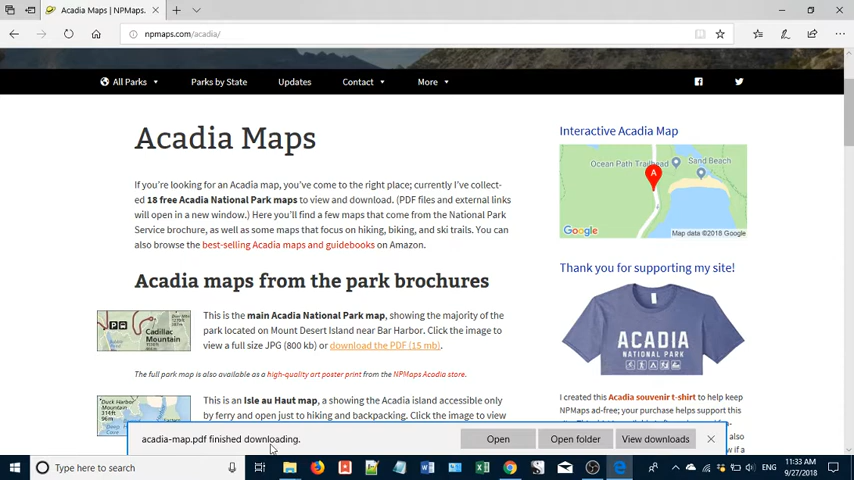 Acadia Maps | NPMaps.
npmaps.com/acadia/
All Parks
Parks by State
Updates
Contact
More
Acadia Maps
If you're looking for an Acadia map, you've come to the right place; currently I've collect-
ed 18 free Acadia National Park maps to view and download. (PDF files and external links
will open in a new window.) Here you'll find a few maps that come from the National Park
Service brochure, as well as some maps that focus on hiking, biking, and ski trails. You can
also browse the best-selling Acadia maps and guidebooks on Amazon.
Acadia maps from the park brochures
Cadillac
Mountain
This is the main Acadia National Park map, showing the majority of the
park located on Mount Desert Island near Bar Harbor. Click the image to
view a full size JPG (800 kb) or download the PDF (15 mb).
The full park map is also available as a high-quality art poster print from the NPMaps Acadia store.
Duck Harbor
Mountain
314ft
This is an Isle au Haut map, a showing the Acadia island accessible only
by ferry and open just to hiking and backpacking. Click the image to view
Interactive Acadia Map
Ocean Path Trailhead
Sand Beach
A
Google
Map data ©2018 Google
Thank you for supporting my site!
ACADIA
NATIONAL PARK
I created this Acadia souvenir t-shirt to help keep
NPMaps ad-free; your purchase helps support this
also
w
acadia-map.pdf finished downloading.
Open
Open folder
View downloads
Type here to search
ENG
11:33 AM
9/27/2018